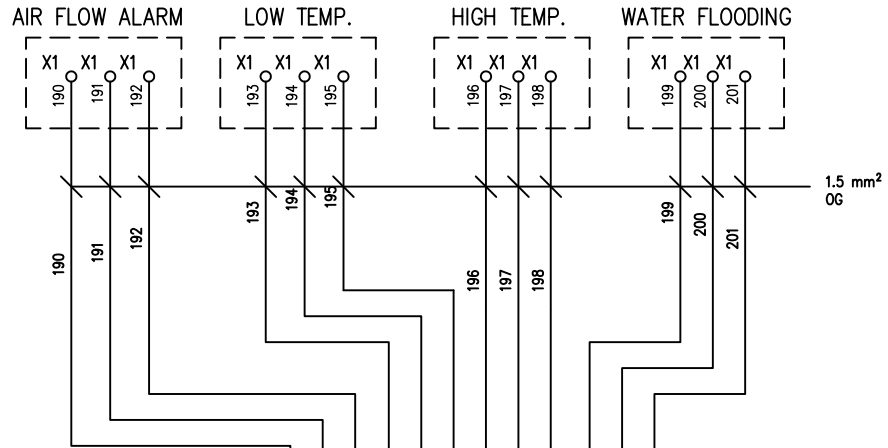 AIR FLOW ALARM LOW TEMP. HIGH TEMP. WATER FLOODING
X1 X1 X1 X1 X1 X1 X1 X1 X1 X1 X1 X1
190 191 192 193 194 195 196 197 198 199 200 201
1.5 mm²
OG
190 191 192 193 194 195 196 197 198 199 200 201